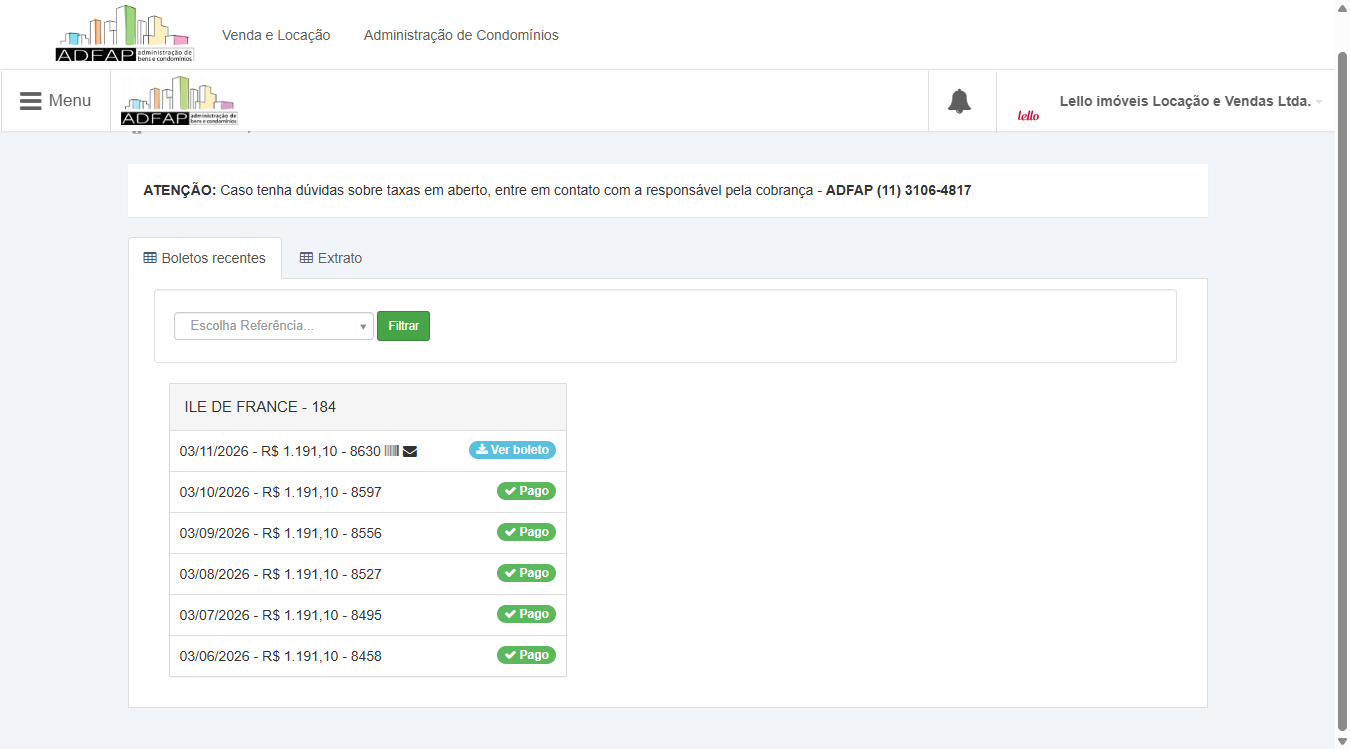 ADFAP administração de bens e condomínios
Venda e Locação
Administração de Condomínios
Menu
ADFAP administração de bens e condomínios
lello
Lello imóveis Locação e Vendas Ltda.
ATENÇÃO: Caso tenha dúvidas sobre taxas em aberto, entre em contato com a responsável pela cobrança - ADFAP (11) 3106-4817
Boletos recentes
Extrato
Escolha Referência...
Filtrar
ILE DE FRANCE - 184
03/11/2026 - R$ 1.191,10 - 8630 Ver boleto
03/10/2026 - R$ 1.191,10 - 8597 Pago
03/09/2026 - R$ 1.191,10 - 8556 Pago
03/08/2026 - R$ 1.191,10 - 8527 Pago
03/07/2026 - R$ 1.191,10 - 8495 Pago
03/06/2026 - R$ 1.191,10 - 8458 Pago